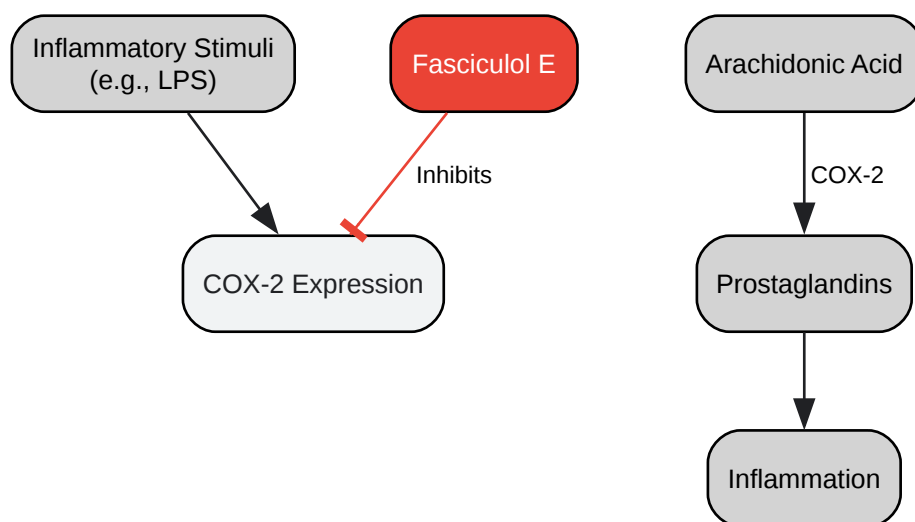 Inflammatory Stimuli
(e.g., LPS)
Fasciculol E
Arachidonic Acid
Inhibits
COX-2
COX-2 Expression
Prostaglandins
Inflammation